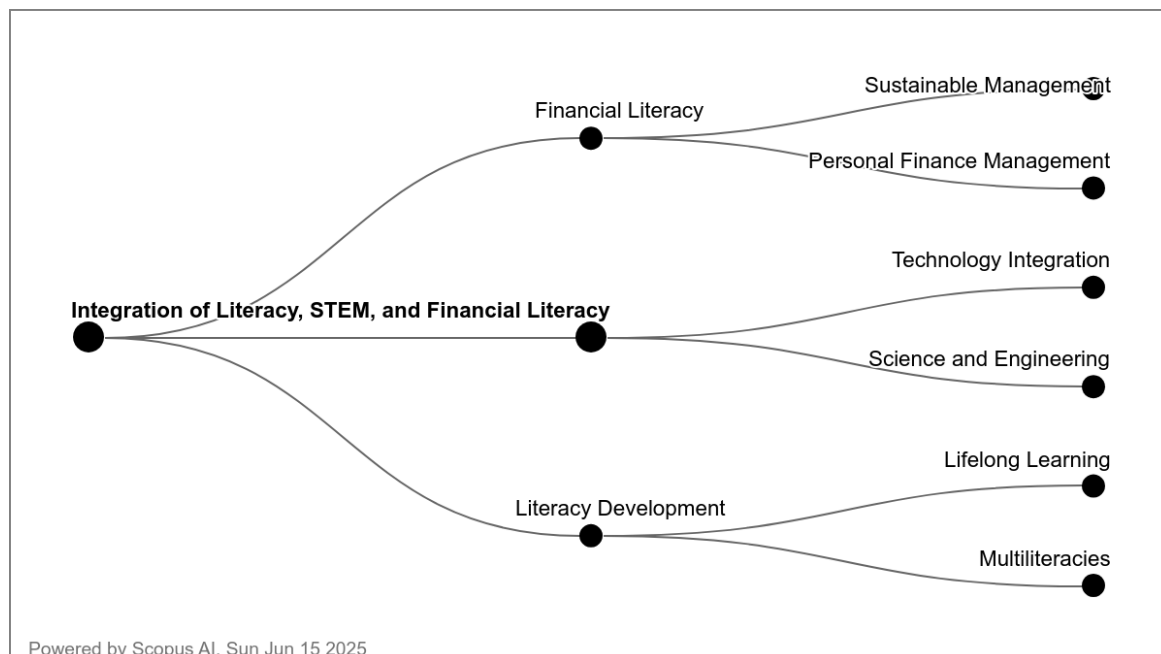 Sustainable Management
Financial Literacy
Personal Finance Management
Technology Integration
Integration of Literacy, STEM, and Financial Literacy
Science and Engineering
Lifelong Learning
Literacy Development
Multiliteracies
Powered by Scopus AI, Sun Jun 15 2025